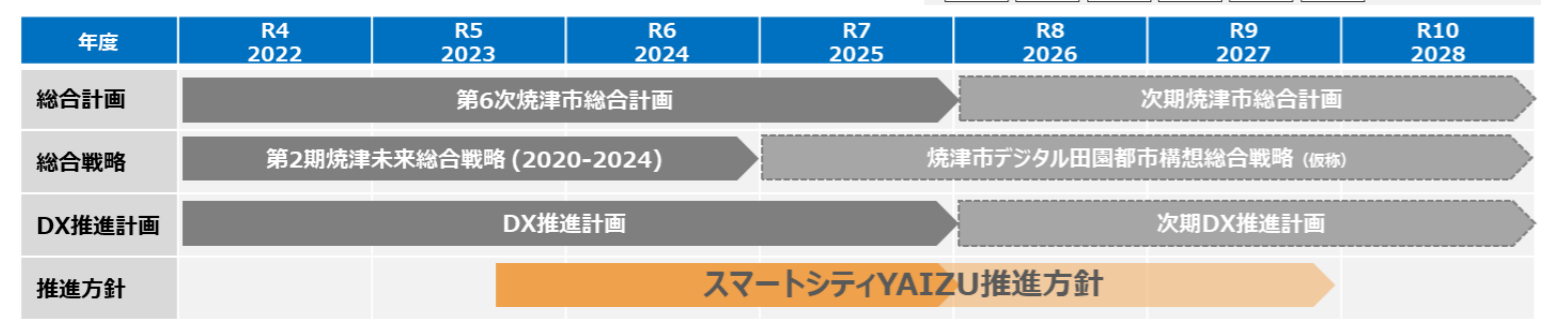 年度
R4
2022
R5
2023
R6
2024
R7
2025
R8
2026
R9
2027
R10
2028
総合計画
第6次焼津市総合計画
次期焼津市総合計画
総合戦略
第2期焼津未来総合戦略 (2020-2024)
焼津市デジタル田園都市構想総合戦略 (仮称)
DX推進計画
DX推進計画
次期DX推進計画
推進方針
スマートシティYAIZU推進方針